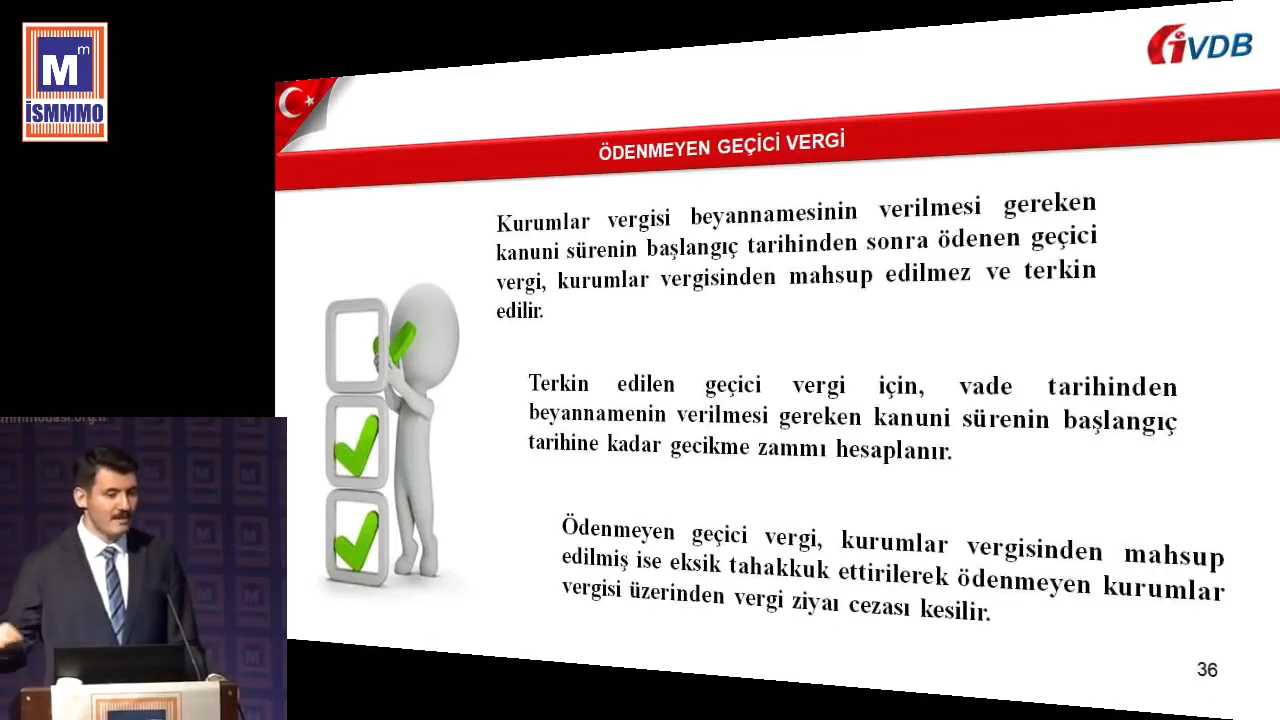 M m
İSMMMO
iVDB
ÖDENMEYEN GEÇİCİ VERGİ
Kurumlar vergisi beyannamesinin verilmesi gereken
kanuni sürenin başlangıç tarihinden sonra ödenen geçici
vergi, kurumlar vergisinden mahsup edilmez ve terkin
edilir.
Terkin edilen geçici vergi için, vade tarihinden
beyannamenin verilmesi gereken kanuni sürenin başlangıç
tarihine kadar gecikme zammı hesaplanır.
Ödenmeyen geçici vergi, kurumlar vergisinden mahsup
edilmiş ise eksik tahakkuk ettirilerek ödenmeyen kurumlar
vergisi üzerinden vergi ziyaı cezası kesilir.
36